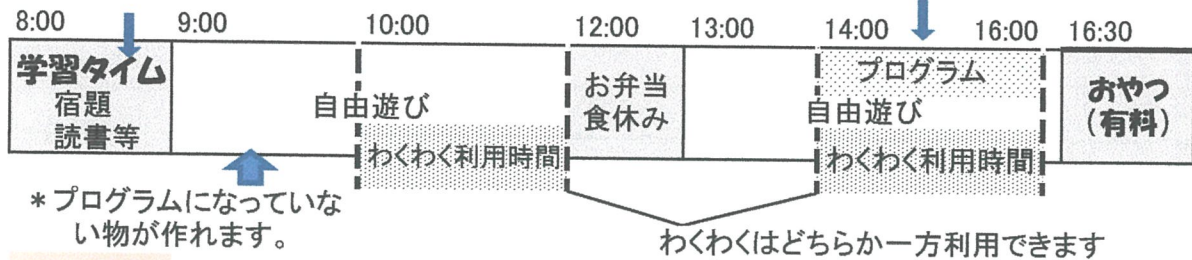 8:00 9:00 10:00 12:00 13:00 14:00 16:00 16:30
学習タイム
宿題
読書等
自由遊び
わくわく利用時間
お弁当
食休み
プログラム
自由遊び
わくわく利用時間
おやつ
(有料)
*プログラムになっていな
い物が作れます。
わくわくはどちらか一方利用できます